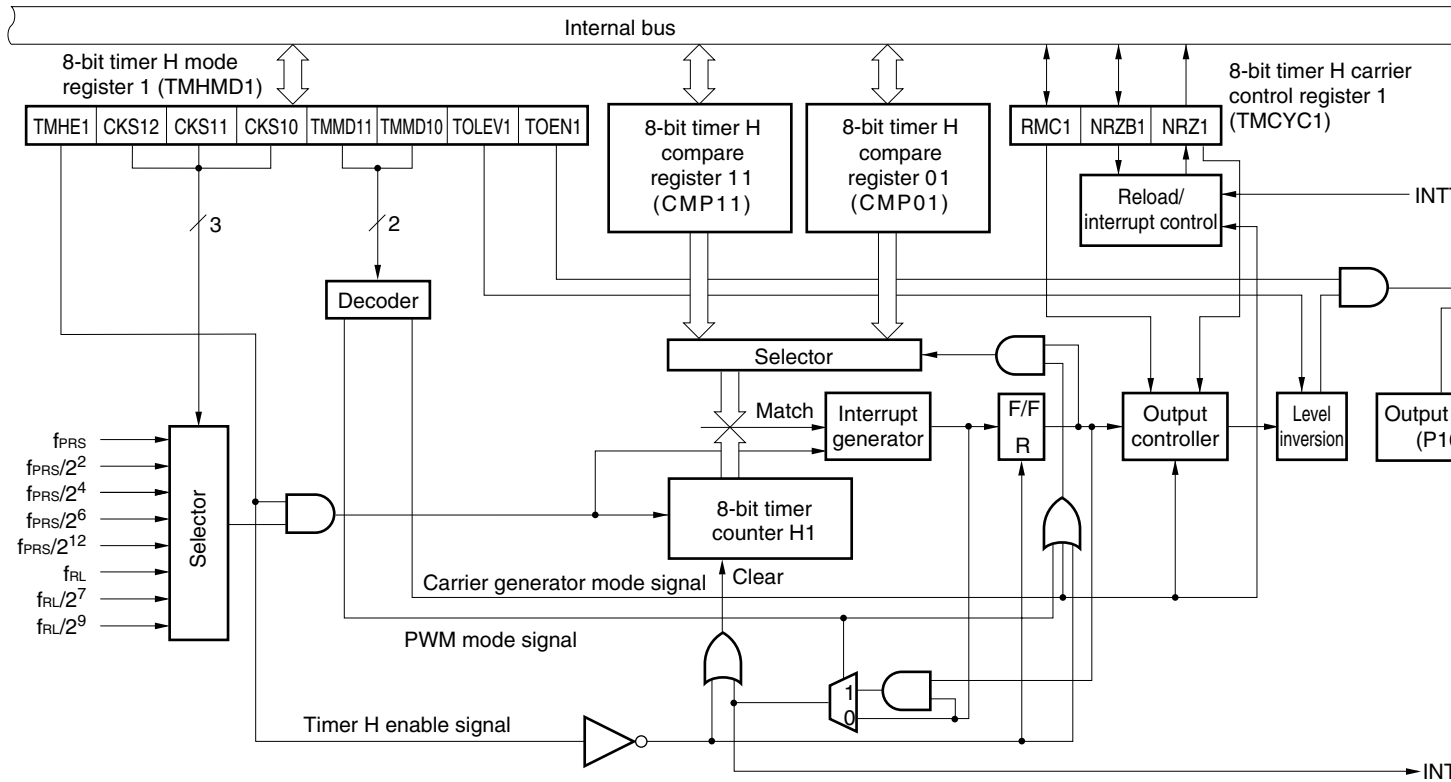 Internal bus
8-bit timer H mode
register 1 (TMHMD1)
8-bit timer H carrier
control register 1
(TMCYC1)
TMHE1 CKS12 CKS11 CKS10 TMMD11 TMMD10 TOLEV1 TOEN1
8-bit timer H
compare
register 11
(CMP11)
8-bit timer H
compare
register 01
(CMP01)
RMC1 NRZB1 NRZ1
Reload/
interrupt control
INTT
3
2
Decoder
Selector
Match
Interrupt
generator
F/F
R
Output
controller
Level
inversion
Output
(P16
fPRS
fPRS/2²
fPRS/2⁴
fPRS/2⁶
fPRS/2¹²
fRL
fRL/2⁷
fRL/2⁹
Selector
8-bit timer
counter H1
Carrier generator mode signal
Clear
PWM mode signal
1
0
Timer H enable signal
INT